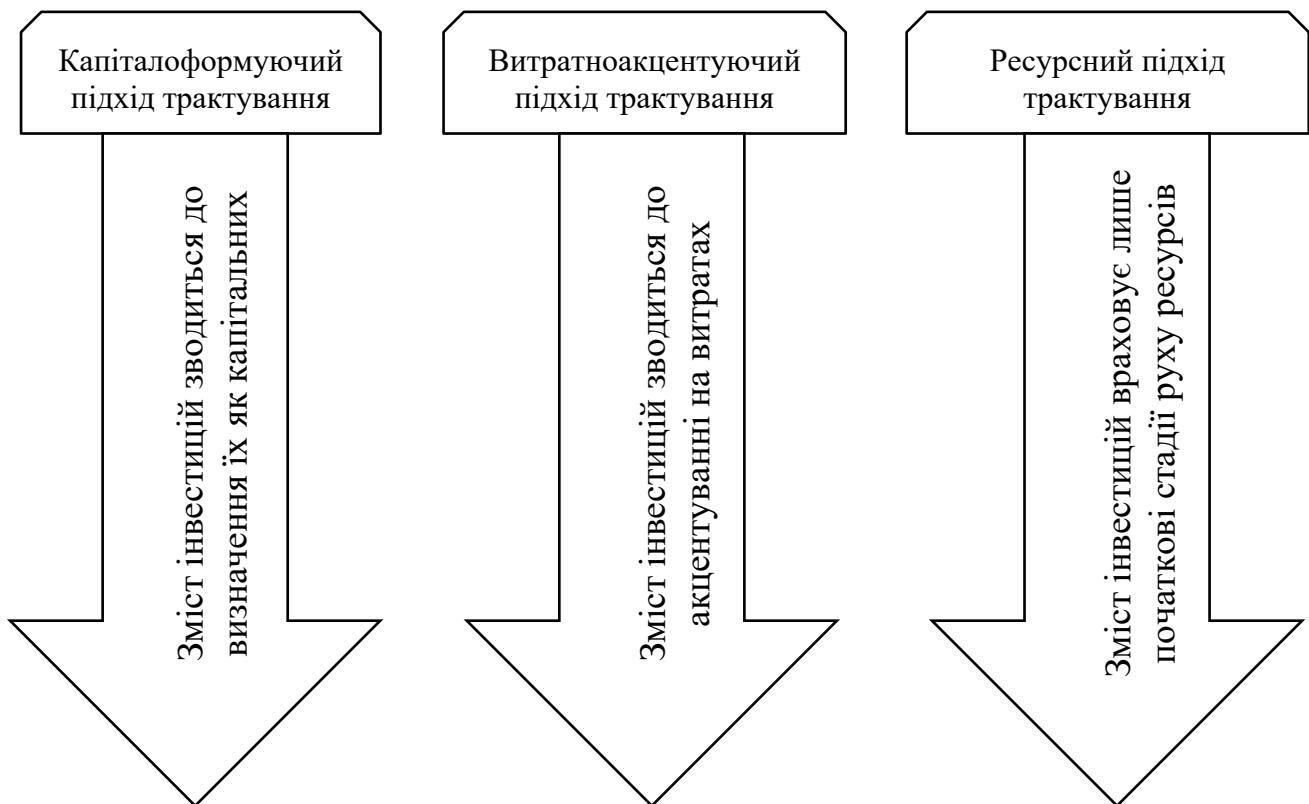 Капіталоформуючий
підхід трактування
Зміст інвестицій зводиться до
визначення їх як капітальних
Витратноакцентуючий
підхід трактування
Зміст інвестицій зводиться до
акцентуванні на витратах
Ресурсний підхід
трактування
Зміст інвестицій враховує лише
початкові стадії руху ресурсів